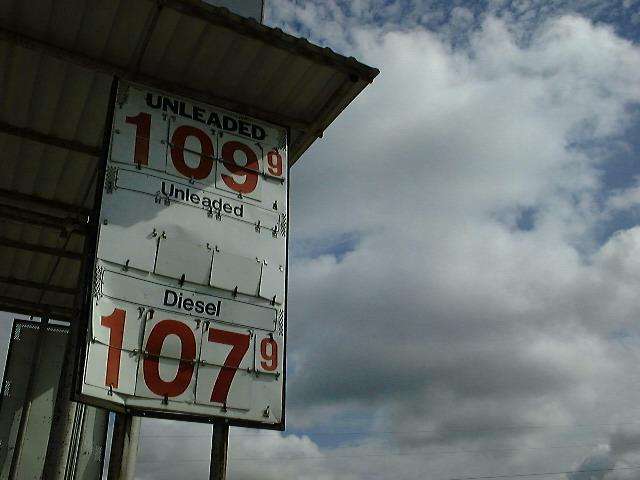 UNLEADED
109 9
Unleaded
Diesel
107 9